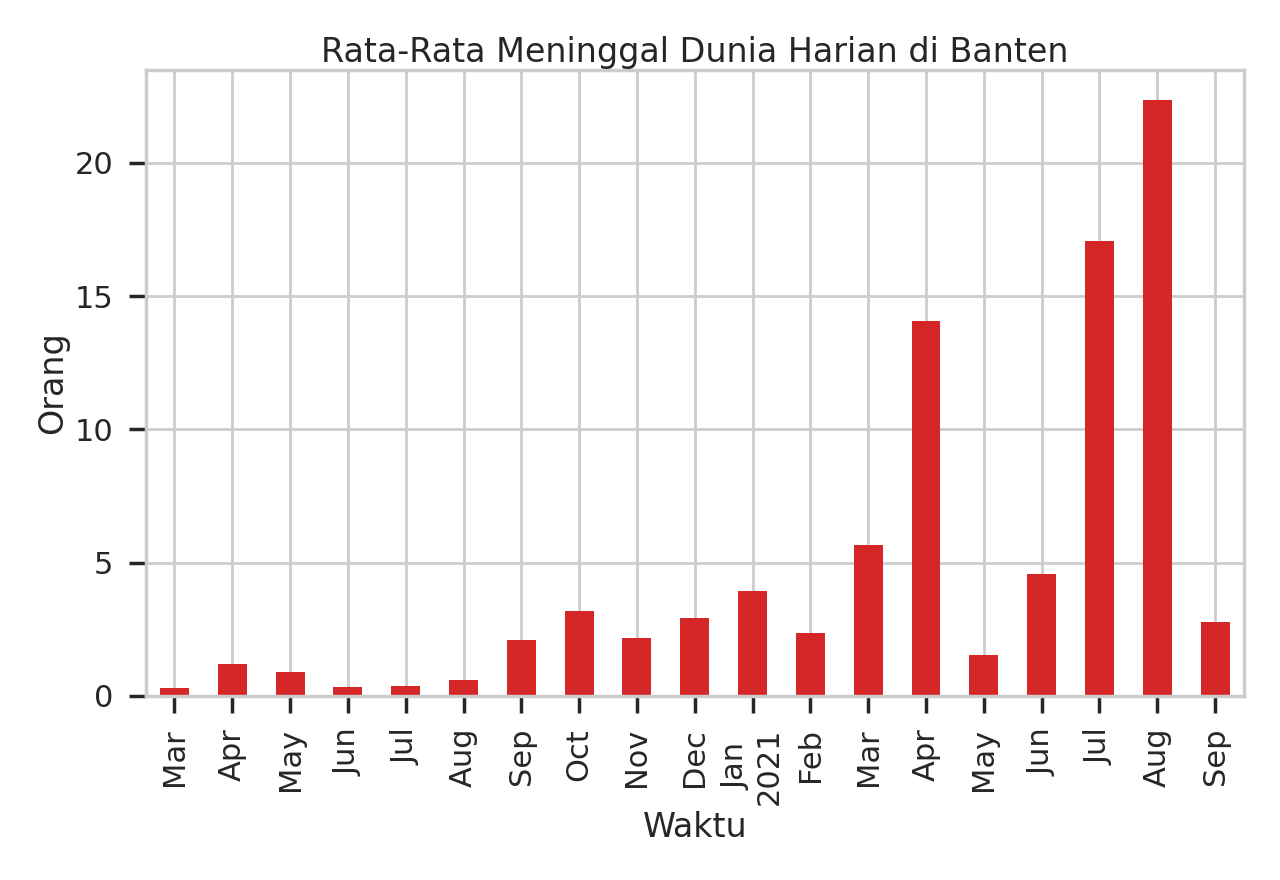 Rata-Rata Meninggal Dunia Harian di Banten
20
15
10
5
0
Orang
Mar
Apr
May
Jun
Jul
Aug
Sep
Oct
Nov
Dec
Jan
2021
Feb
Mar
Apr
May
Jun
Jul
Aug
Sep
Waktu